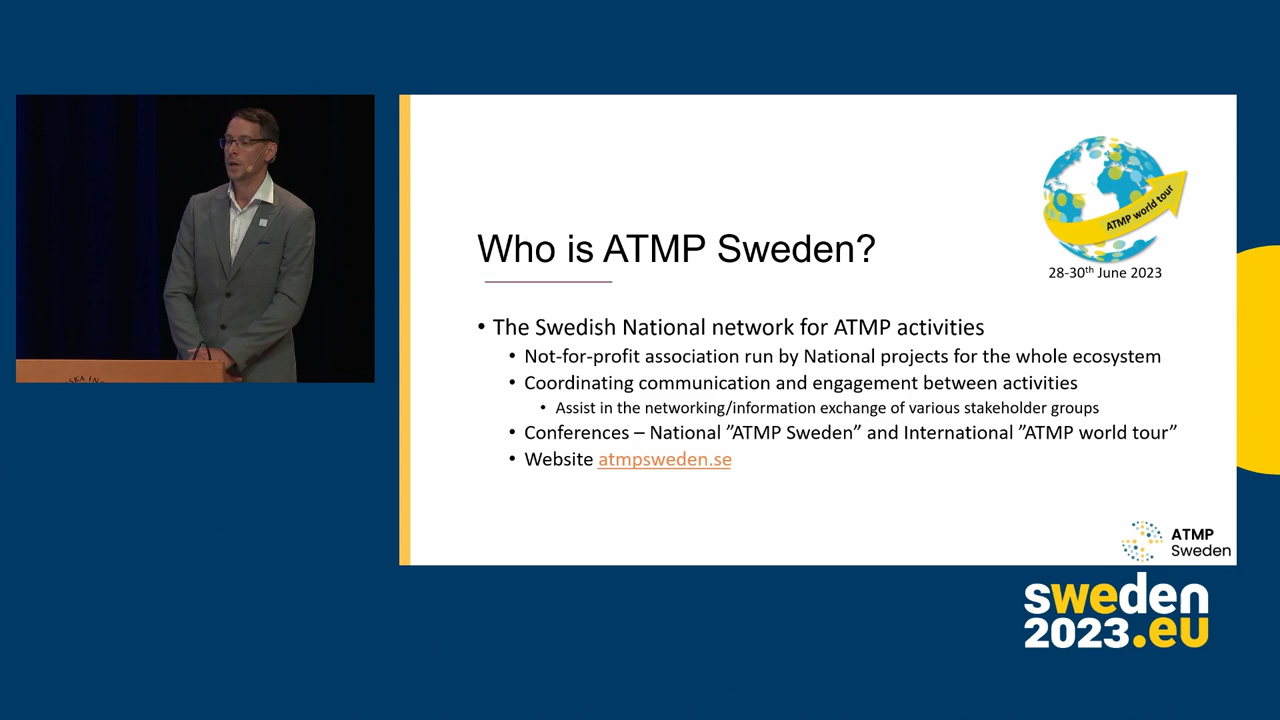 ATMP world tour
28-30th June 2023
Who is ATMP Sweden?
• The Swedish National network for ATMP activities
• Not-for-profit association run by National projects for the whole ecosystem
• Coordinating communication and engagement between activities
• Assist in the networking/information exchange of various stakeholder groups
• Conferences – National ”ATMP Sweden” and International ”ATMP world tour”
• Website atmpsweden.se
ATMP
Sweden
sweden
2023.eu